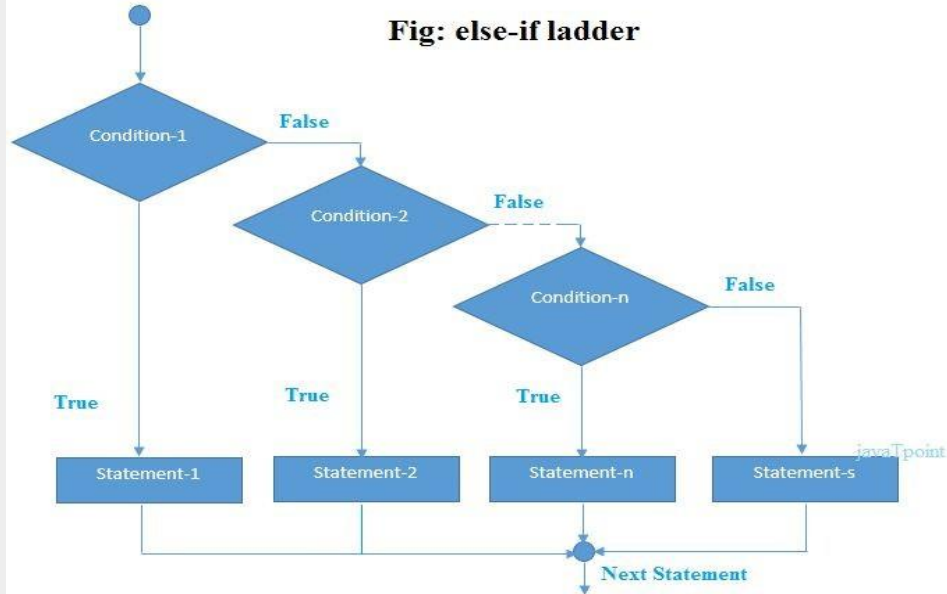 Fig: else-if ladder
Condition-1
False
Condition-2
False
Condition-n
False
True
True
True
Statement-1
Statement-2
Statement-n
Statement-s
javaTpoint
Next Statement